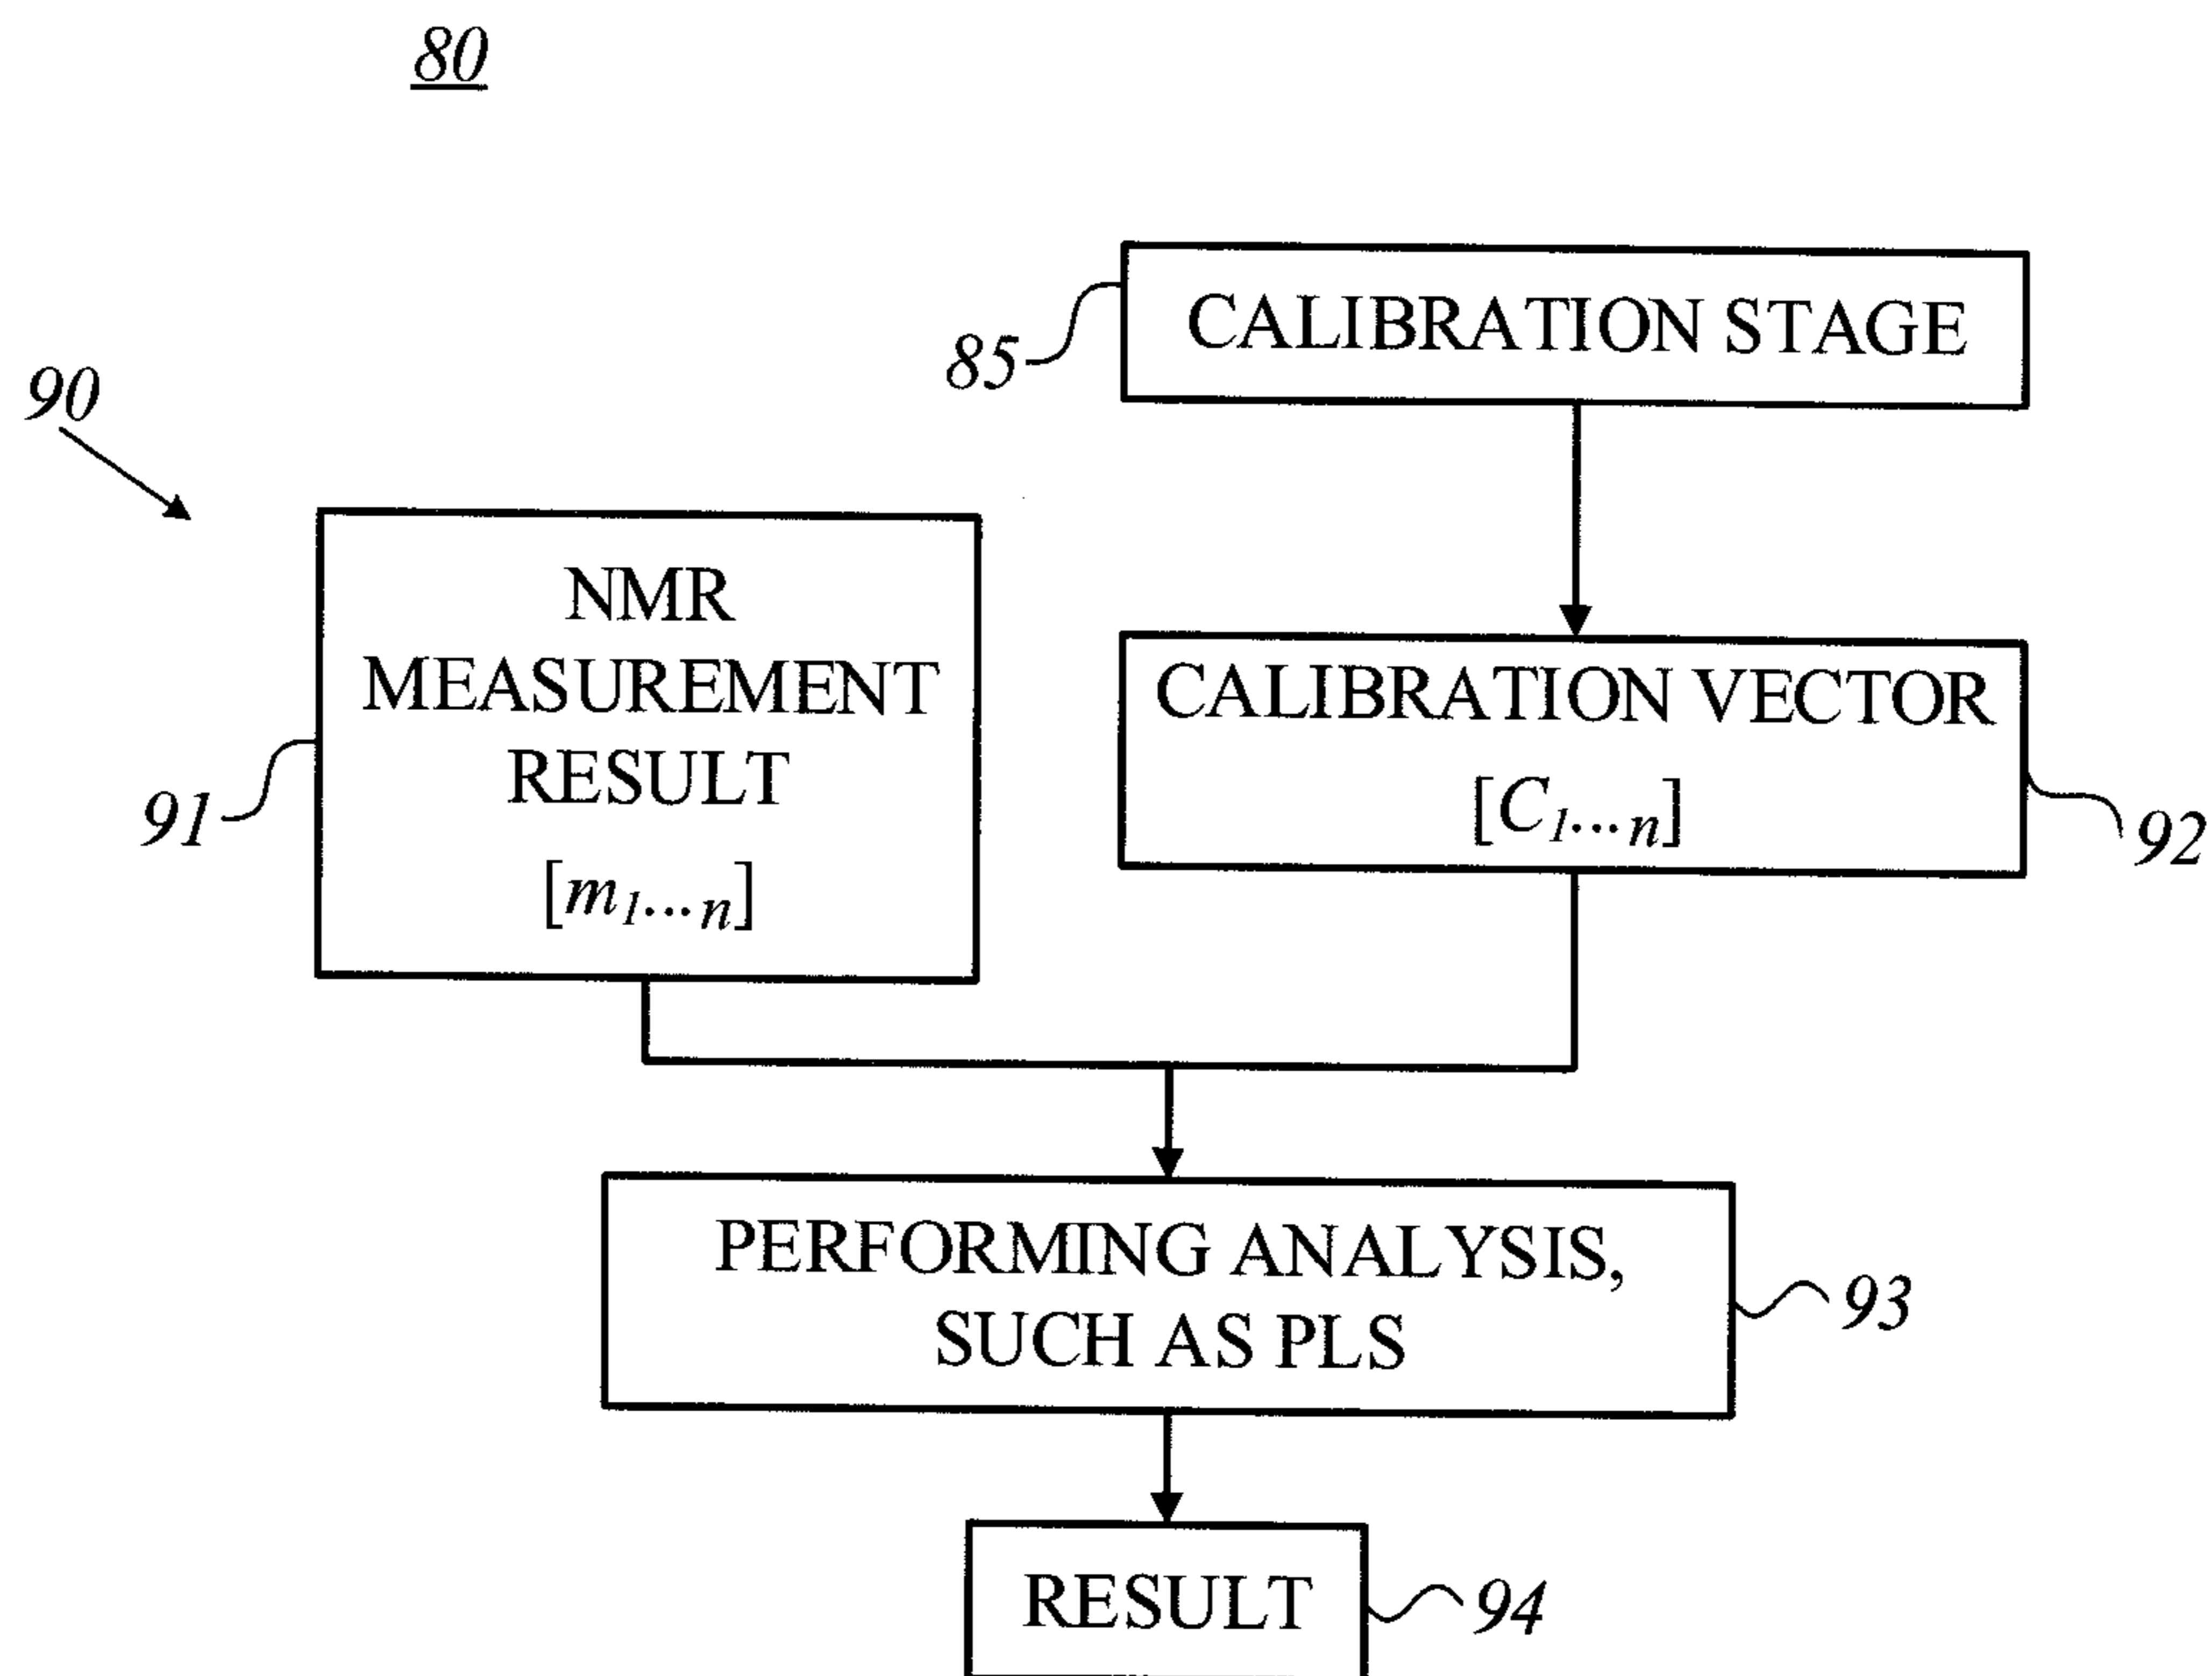 80
CALIBRATION STAGE
85
90
NMR
MEASUREMENT
RESULT
[m1...n]
91
CALIBRATION VECTOR
[C1...n]
92
PERFORMING ANALYSIS,
SUCH AS PLS
93
RESULT
94